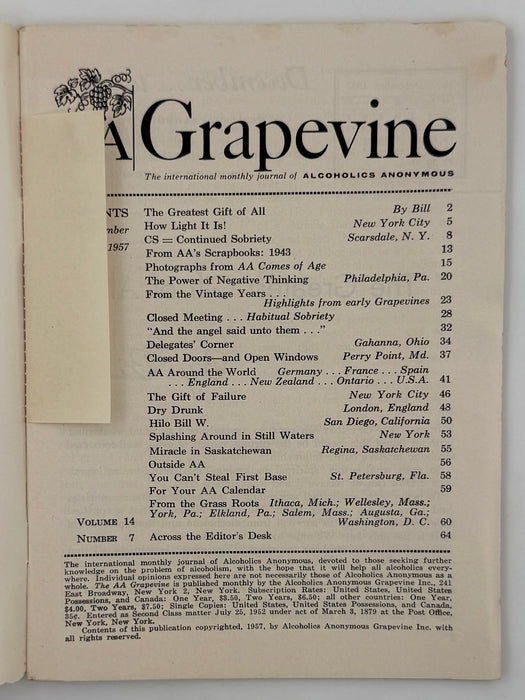 A Grapevine
The international monthly journal of ALCOHOLICS ANONYMOUS
NTS
mber
1957
The Greatest Gift of All By Bill 2
How Light It Is! New York City 5
CS = Continued Sobriety Scarsdale, N. Y. 8
From AA's Scrapbooks: 1943 13
Photographs from AA Comes of Age 15
The Power of Negative Thinking Philadelphia, Pa. 20
From the Vintage Years . . .
Highlights from early Grapevines 23
Closed Meeting . . . Habitual Sobriety 28
"And the angel said unto them . . ." 32
Delegates' Corner Gahanna, Ohio 34
Closed Doors—and Open Windows Perry Point, Md. 37
AA Around the World Germany . . . France . . . Spain
. . . England . . . New Zealand . . . Ontario . . . U.S.A. 41
The Gift of Failure New York City 46
Dry Drunk London, England 48
Hilo Bill W. San Diego, California 50
Splashing Around in Still Waters New York 53
Miracle in Saskatchewan Regina, Saskatchewan 55
Outside AA 56
You Can't Steal First Base St. Petersburg, Fla. 58
For Your AA Calendar 59
From the Grass Roots Ithaca, Mich.; Wellesley, Mass.;
York, Pa.; Elkland, Pa.; Salem, Mass.; Augusta, Ga.;
Washington, D. C. 60
Across the Editor's Desk 64
VOLUME 14
NUMBER 7
The international monthly journal of Alcoholics Anonymous, devoted to those seeking further
knowledge on the problem of alcoholism, with the hope that it will help all alcoholics every-
where. Individual opinions expressed here are not necessarily those of Alcoholics Anonymous as a
whole. The AA Grapevine is published monthly by the Alcoholics Anonymous Grapevine Inc., 241
East Broadway, New York 2, New York. Subscription Rates: United States, United States
Possessions, and Canada: One Year, $3.50, Two Years, $6.50; all other countries: One Year,
$4.00, Two Years, $7.50; Single Copies: United States, United States Possessions, and Canada,
35¢. Entered as Second Class matter July 25, 1952 under act of March 3, 1879 at the Post Office,
New York, New York.
Contents of this publication copyrighted, 1957, by Alcoholics Anonymous Grapevine Inc. with
all rights reserved.